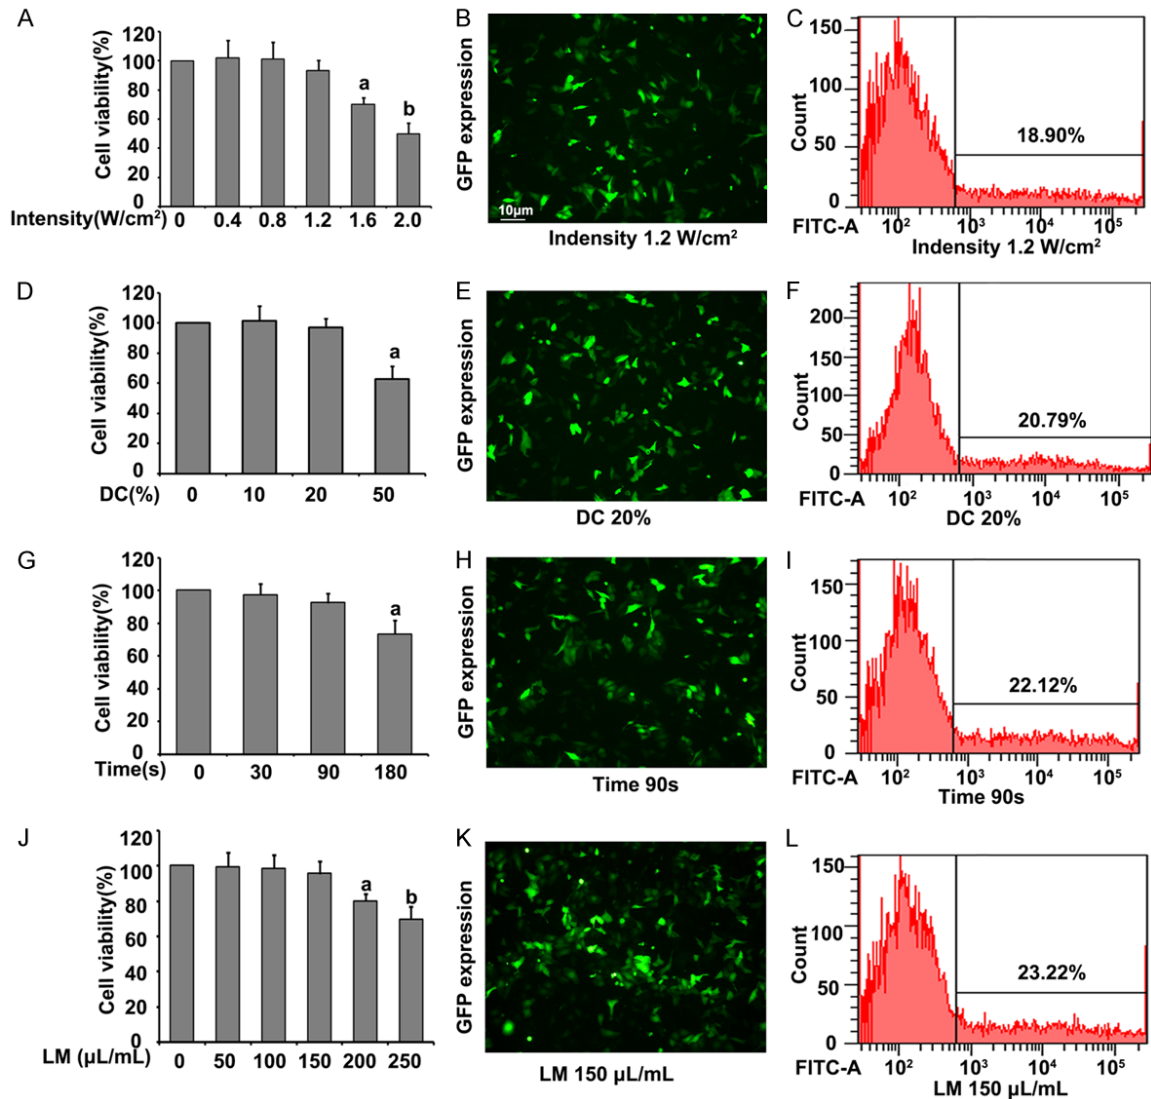 A
Cell viability(%)
120
100
80
60
40
20
0
a
b
Intensity(W/cm²)
0 0.4 0.8 1.2 1.6 2.0
B
GFP expression
10μm
Indensity 1.2 W/cm²
C
Count
150
100
50
0
18.90%
FITC-A 10² 10³ 10⁴ 10⁵
Indensity 1.2 W/cm²
D
Cell viability(%)
120
100
80
60
40
20
0
a
DC(%) 0 10 20 50
E
GFP expression
DC 20%
F
Count
200
150
100
50
0
20.79%
FITC-A 10² 10³ 10⁴ 10⁵
DC 20%
G
Cell viability(%)
120
100
80
60
40
20
0
a
Time(s) 0 30 90 180
H
GFP expression
Time 90s
I
Count
150
100
50
0
22.12%
FITC-A 10² 10³ 10⁴ 10⁵
Time 90s
J
Cell viability(%)
120
100
80
60
40
20
0
a
b
LM (μL/mL) 0 50 100 150 200 250
K
GFP expression
LM 150 μL/mL
L
Count
150
100
50
0
23.22%
FITC-A 10² 10³ 10⁴ 10⁵
LM 150 μL/mL